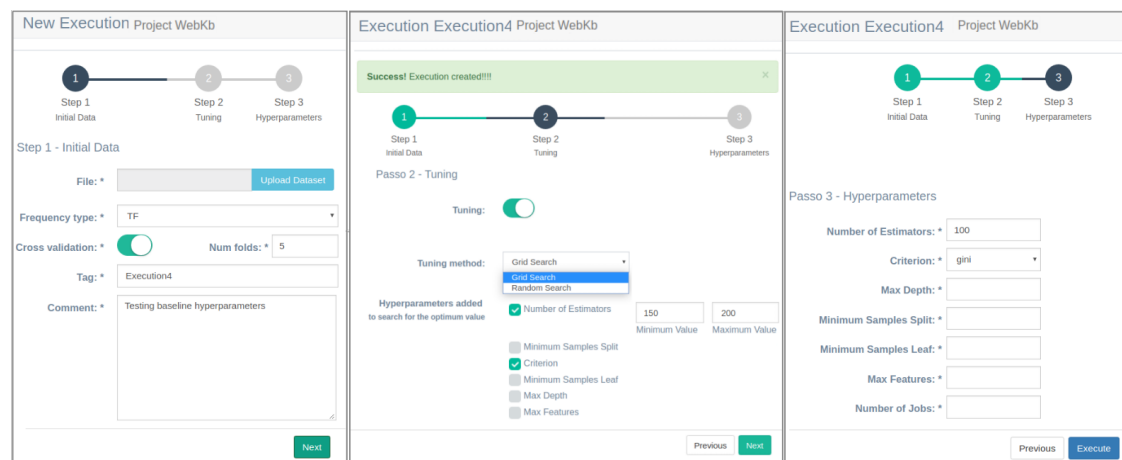 New Execution Project WebKb
1 2 3
Step 1 Step 2 Step 3
Initial Data Tuning Hyperparameters
Step 1 - Initial Data
File: * Upload Dataset
Frequency type: * TF
Cross validation: * Num folds: * 5
Tag: * Execution4
Comment: * Testing baseline hyperparameters
Next
Execution Execution4 Project WebKb
Success! Execution created!!!! ×
1 2 3
Step 1 Step 2 Step 3
Initial Data Tuning Hyperparameters
Passo 2 - Tuning
Tuning:
Tuning method: Grid Search
Grid Search
Random Search
Hyperparameters added
to search for the optimum value
Number of Estimators 150 200
Minimum Value Maximum Value
Minimum Samples Split
Criterion
Minimum Samples Leaf
Max Depth
Max Features
Previous Next
Execution Execution4 Project WebKb
1 2 3
Step 1 Step 2 Step 3
Initial Data Tuning Hyperparameters
Passo 3 - Hyperparameters
Number of Estimators: * 100
Criterion: * gini
Max Depth: *
Minimum Samples Split: *
Minimum Samples Leaf: *
Max Features: *
Number of Jobs: *
Previous Execute